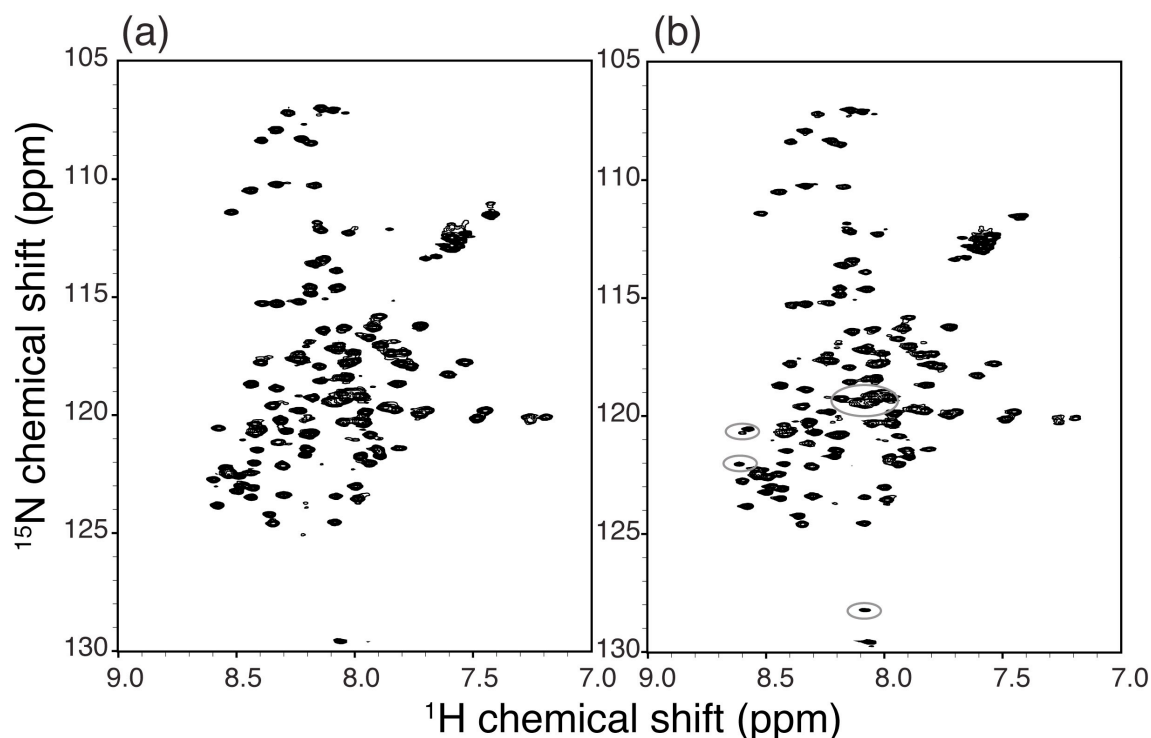 (a) (b)
105 105
110 110
115 115
120 120
125 125
130 130
9.0 8.5 8.0 7.5 7.0 9.0 8.5 8.0 7.5 7.0
¹⁵N chemical shift (ppm)
¹H chemical shift (ppm)